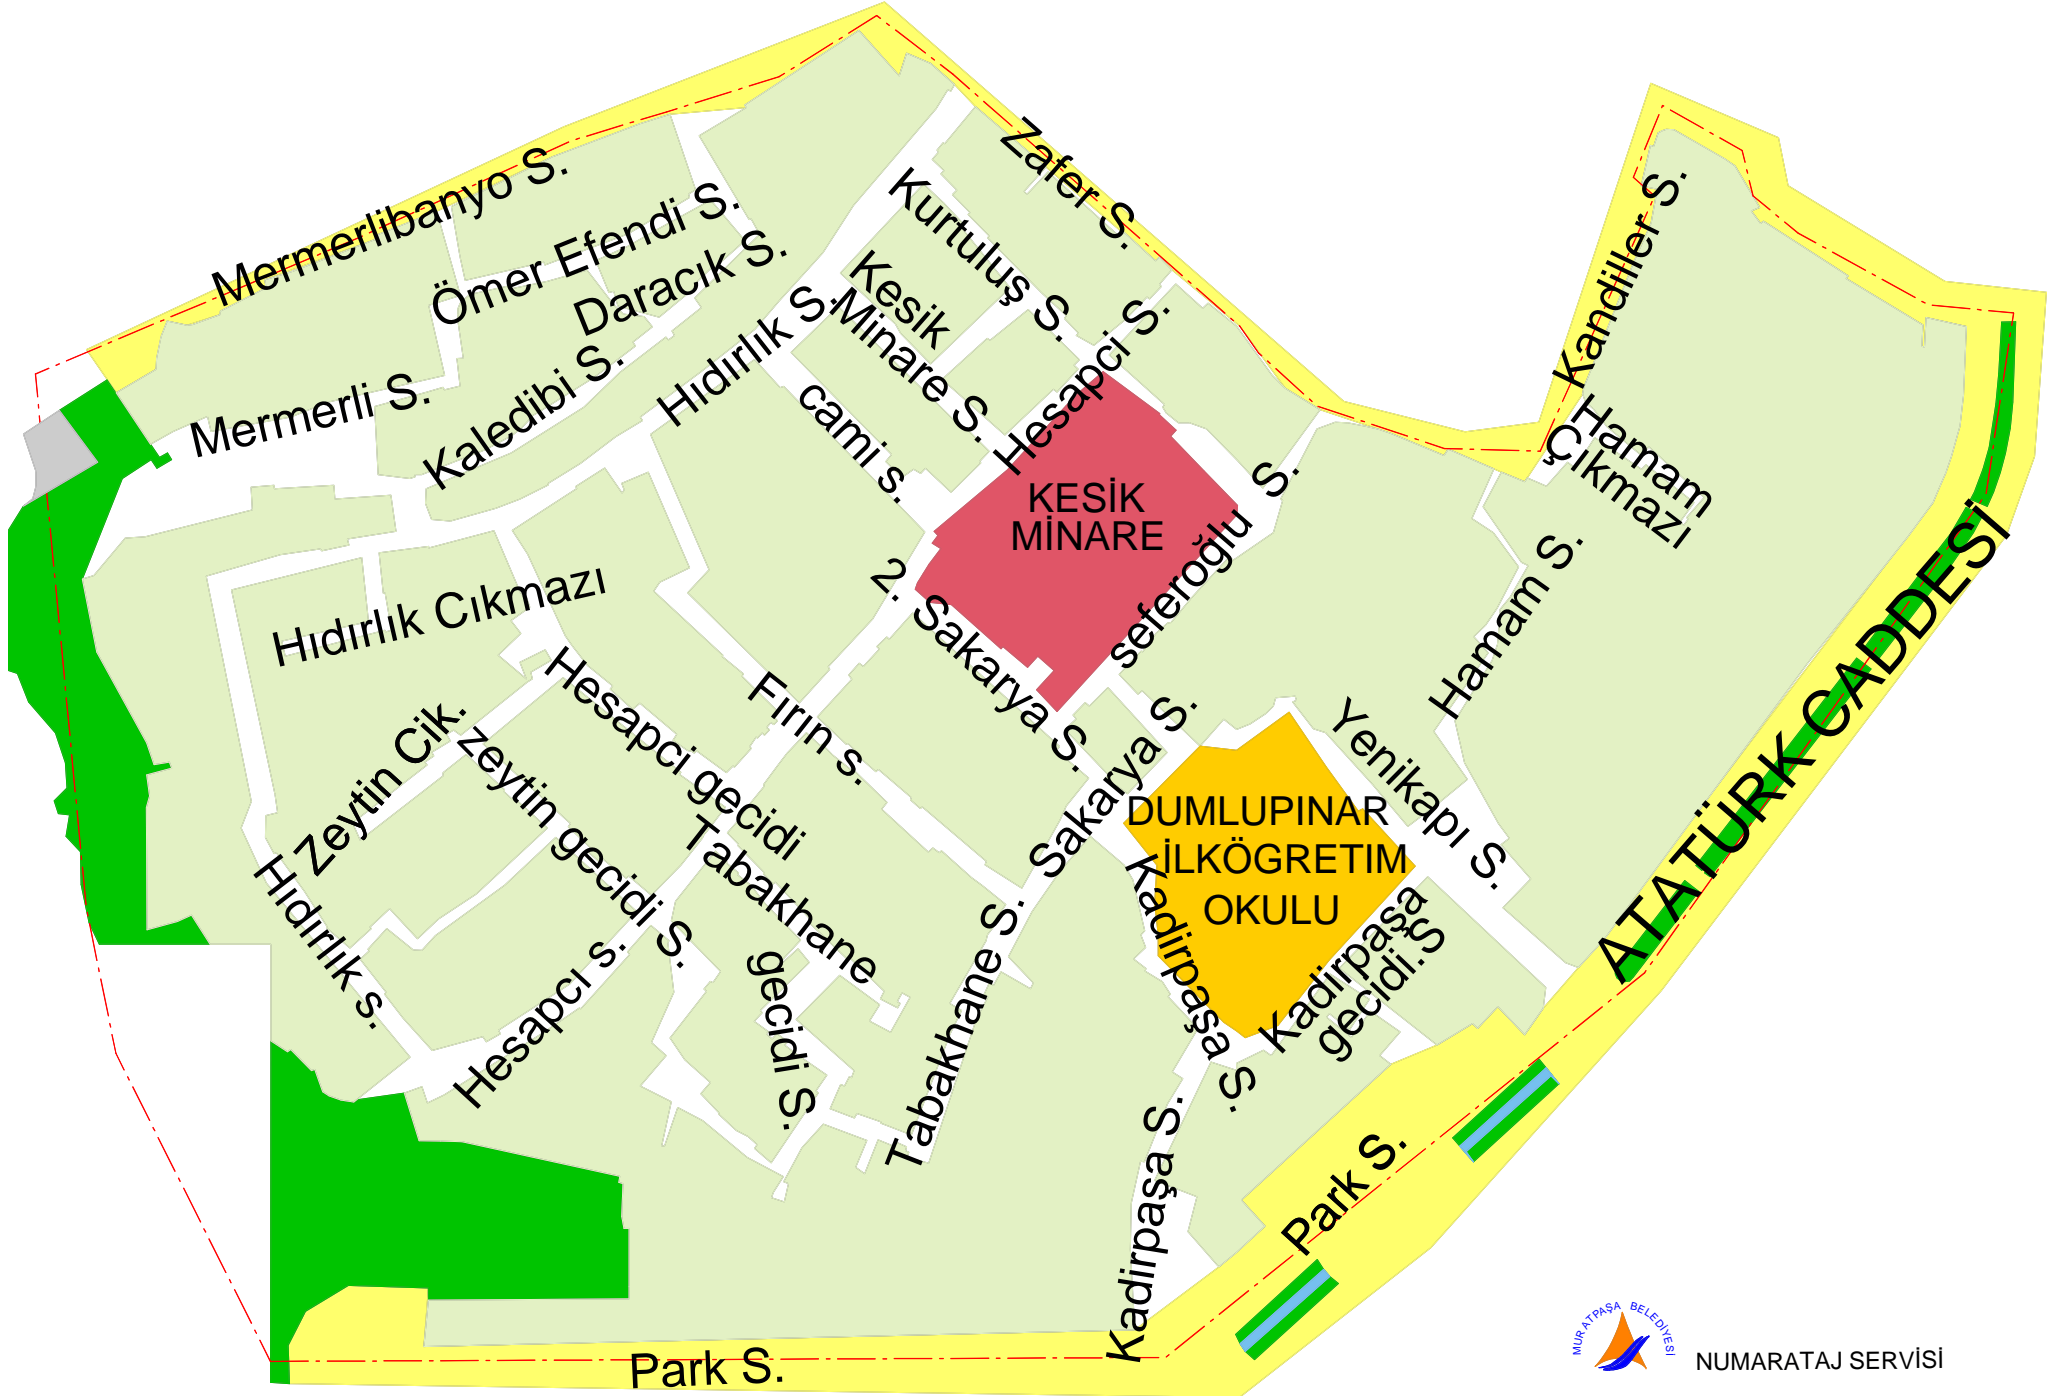 Zafer S.
Mermerlibanyo S.
Kurtuluş S.
Kandiller S.
Ömer Efendi S.
Daracık S.
Kesik
Minare S.
Hıdırlık S.
Hesapci S.
Mermerli S.
Kaledibi S.
cami s.
Hamam
Çıkmazı
KESİK
MİNARE
seferoğlu S.
Hıdırlık Cıkmazı
2. Sakarya S.
Hamam S.
ATATÜRK CADDESİ
Hesapci gecidi
Fırın s.
Zeytin Cik.
zeytin gecidi S.
Sakarya S.
Yenikapı S.
DUMLUPINAR
İLKÖGRETIM
OKULU
Tabakhane
gecidi S.
Hıdırlık s.
Hesapcı s.
Tabakhane S.
Kadirpaşa S.
Kadirpaşa
gecidi.S
Kadirpaşa S.
Park S.
Park S.
MURATPAŞA BELEDİYESİ
NUMARATAJ SERVİSİ